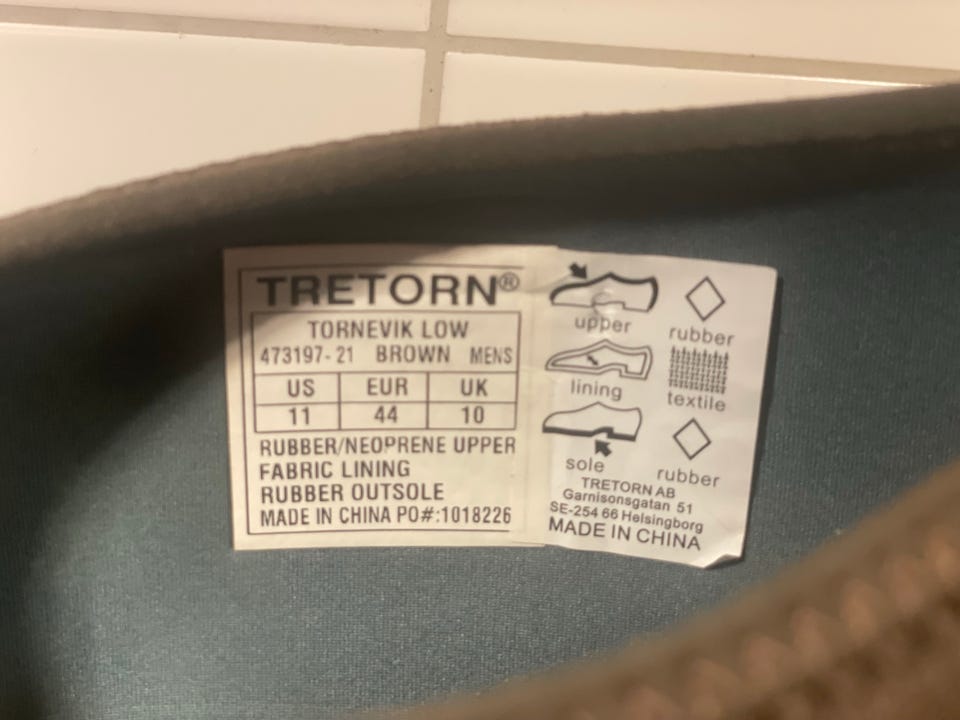 TRETORN®
TORNEVIK LOW
473197-21 BROWN MENS
US EUR UK
11 44 10
RUBBER/NEOPRENE UPPER
FABRIC LINING
RUBBER OUTSOLE
MADE IN CHINA PO#:1018226
upper rubber
lining textile
sole rubber
TRETORN AB
Garnisonsgatan 51
SE-254 66 Helsingborg
MADE IN CHINA